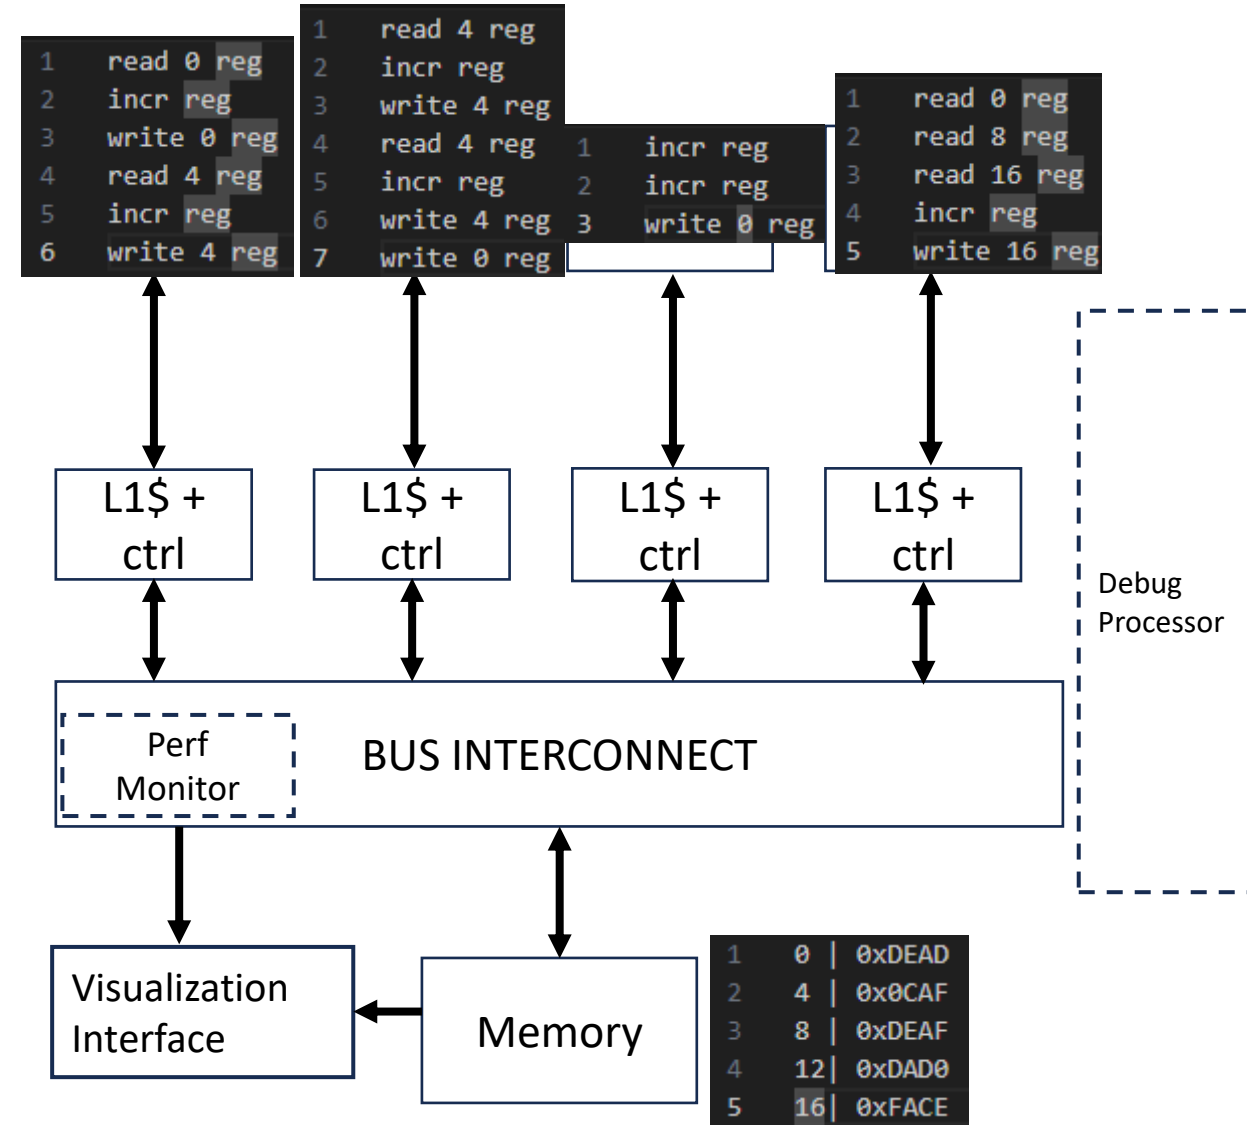 1 read 0 reg
2 incr reg
3 write 0 reg
4 read 4 reg
5 incr reg
6 write 4 reg
1 read 4 reg
2 incr reg
3 write 4 reg
4 read 4 reg
5 incr reg
6 write 4 reg
7 write 0 reg
1 incr reg
2 incr reg
3 write 0 reg
1 read 0 reg
2 read 8 reg
3 read 16 reg
4 incr reg
5 write 16 reg
L1$ +
ctrl
L1$ +
ctrl
L1$ +
ctrl
L1$ +
ctrl
Debug
Processor
Perf
Monitor
BUS INTERCONNECT
Visualization
Interface
Memory
1 0 | 0xDEAD
2 4 | 0x0CAF
3 8 | 0xDEAF
4 12| 0xDAD0
5 16| 0xFACE